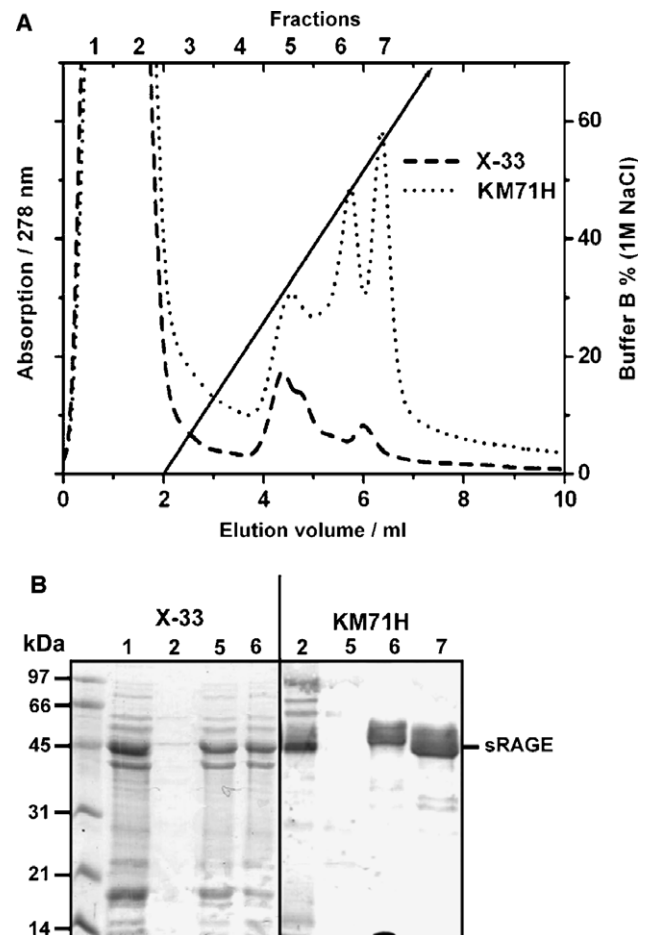 A
Fractions
1 2 3 4 5 6 7
Absorption / 278 nm
X-33
KM71H
60
40
20
0
Buffer B % (1M NaCl)
0 2 4 6 8 10
Elution volume / ml
B
X-33 KM71H
kDa 1 2 5 6 2 5 6 7
97
66
45
sRAGE
31
21
14